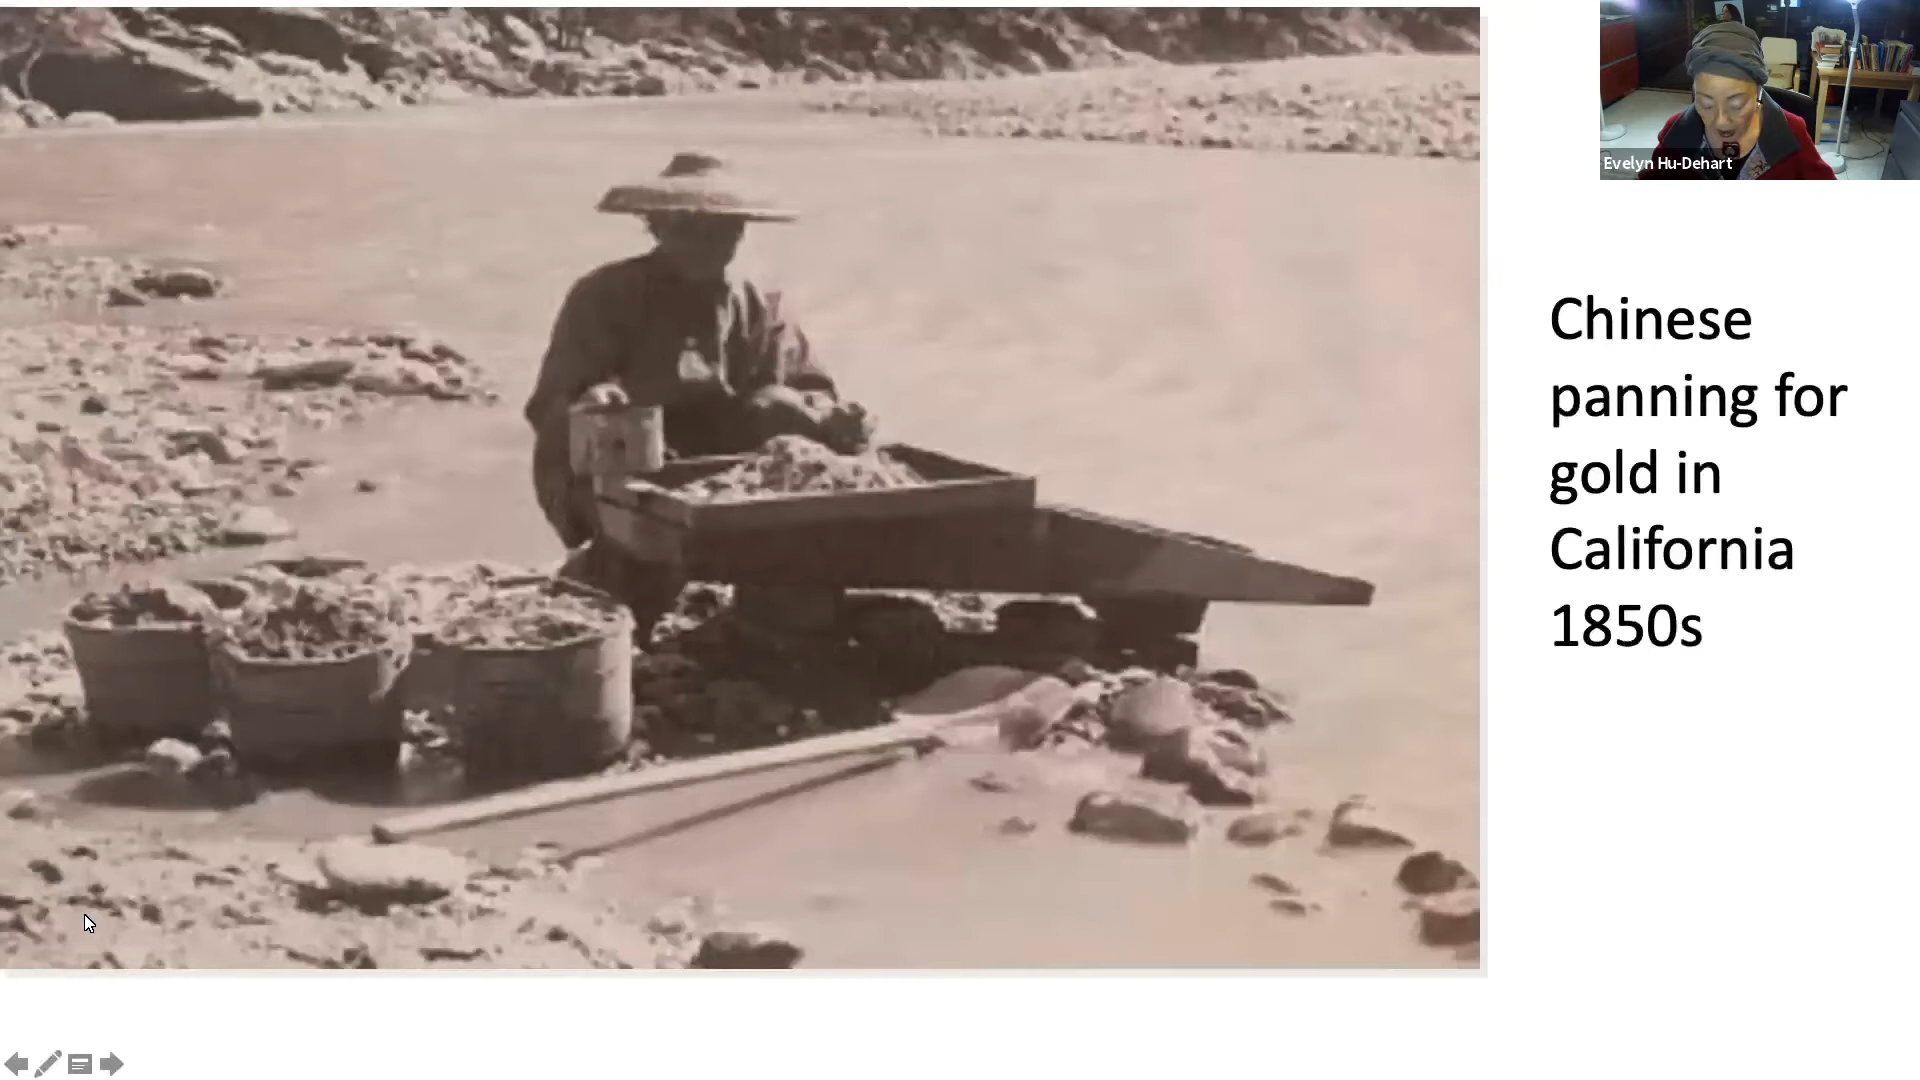 Evelyn Hu-Dehart
Chinese
panning for
gold in
California
1850s